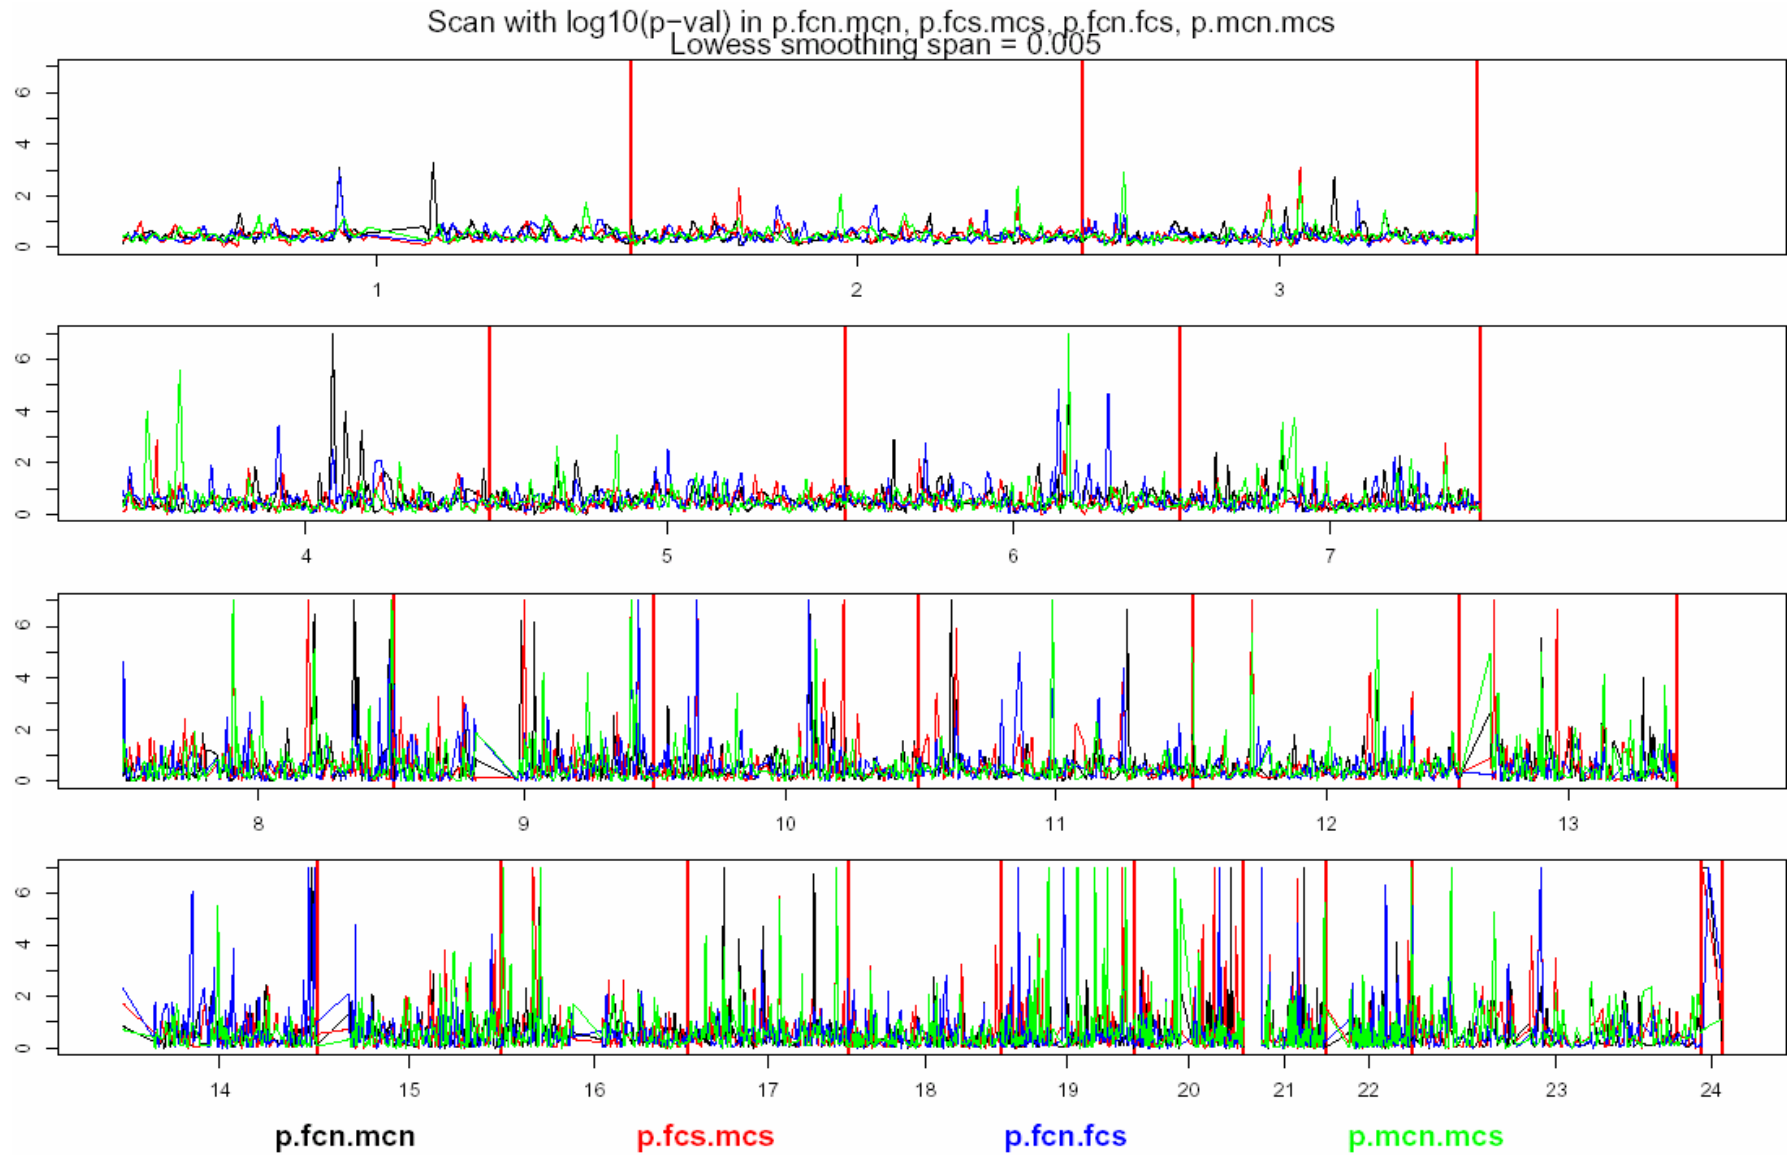 Scan with log10(p−val) in p.fcn.mcn, p.fcs.mcs, p.fcn.fcs, p.mcn.mcs
Lowess smoothing span = 0.005
6
4
2
0
1 2 3
6
4
2
0
4 5 6 7
6
4
2
0
8 9 10 11 12 13
6
4
2
0
14 15 16 17 18 19 20 21 22 23 24
p.fcn.mcn p.fcs.mcs p.fcn.fcs p.mcn.mcs